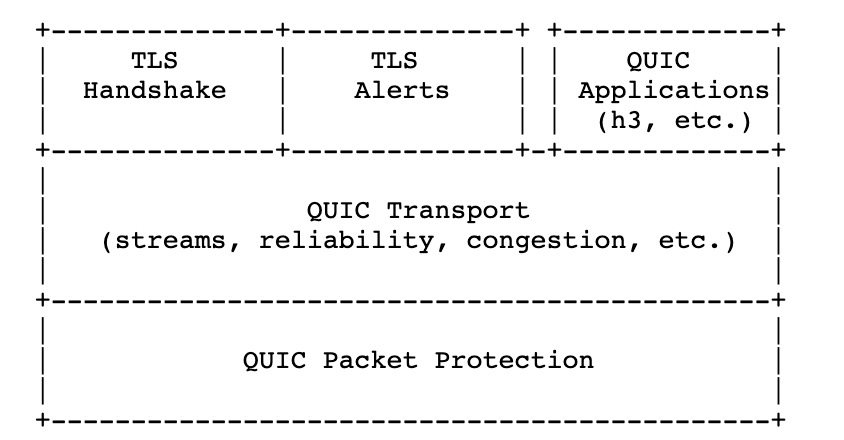 TLS TLS QUIC
Handshake Alerts Applications
(h3, etc.)
QUIC Transport
(streams, reliability, congestion, etc.)
QUIC Packet Protection